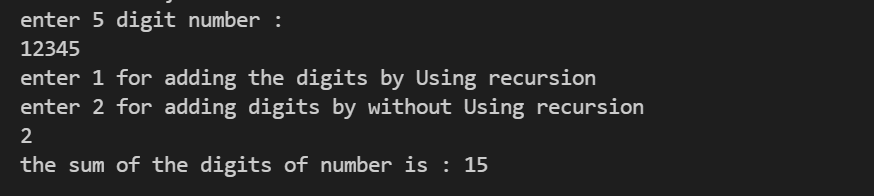 enter 5 digit number :
12345
enter 1 for adding the digits by Using recursion
enter 2 for adding digits by without Using recursion
2
the sum of the digits of number is : 15